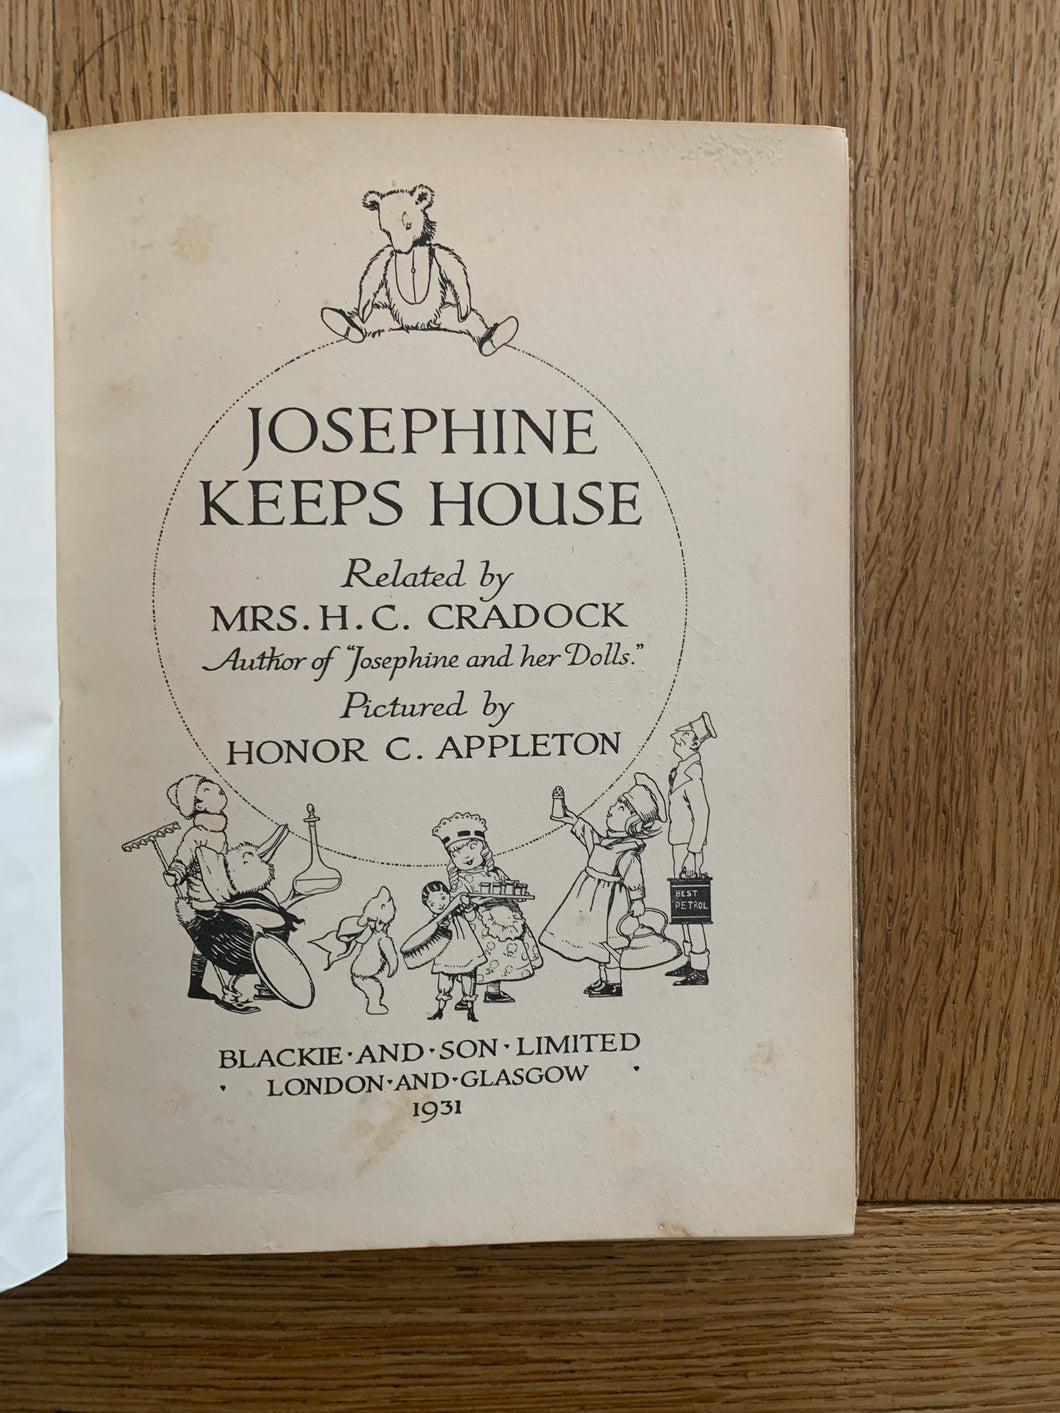 JOSEPHINE
KEEPS HOUSE
Related by
MRS. H. C. CRADOCK
Author of "Josephine and her Dolls."
Pictured by
HONOR C. APPLETON
BEST
PETROL
BLACKIE·AND·SON·LIMITED
LONDON·AND·GLASGOW
1931